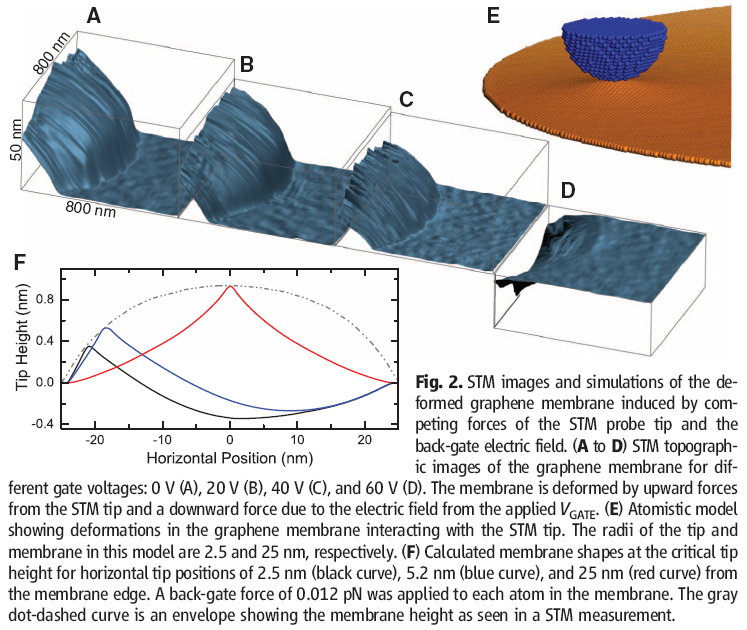 A
B
C
D
E
800 nm
50 nm
800 nm
F
Tip Height (nm)
0.8
0.4
0.0
-0.4
-20
-10
0
10
20
Horizontal Position (nm)
Fig. 2. STM images and simulations of the de-
formed graphene membrane induced by com-
peting forces of the STM probe tip and the
back-gate electric field. (A to D) STM topograph-
ic images of the graphene membrane for dif-
ferent gate voltages: 0 V (A), 20 V (B), 40 V (C), and 60 V (D). The membrane is deformed by upward forces
from the STM tip and a downward force due to the electric field from the applied VGATE. (E) Atomistic model
showing deformations in the graphene membrane interacting with the STM tip. The radii of the tip and
membrane in this model are 2.5 and 25 nm, respectively. (F) Calculated membrane shapes at the critical tip
height for horizontal tip positions of 2.5 nm (black curve), 5.2 nm (blue curve), and 25 nm (red curve) from
the membrane edge. A back-gate force of 0.012 pN was applied to each atom in the membrane. The gray
dot-dashed curve is an envelope showing the membrane height as seen in a STM measurement.